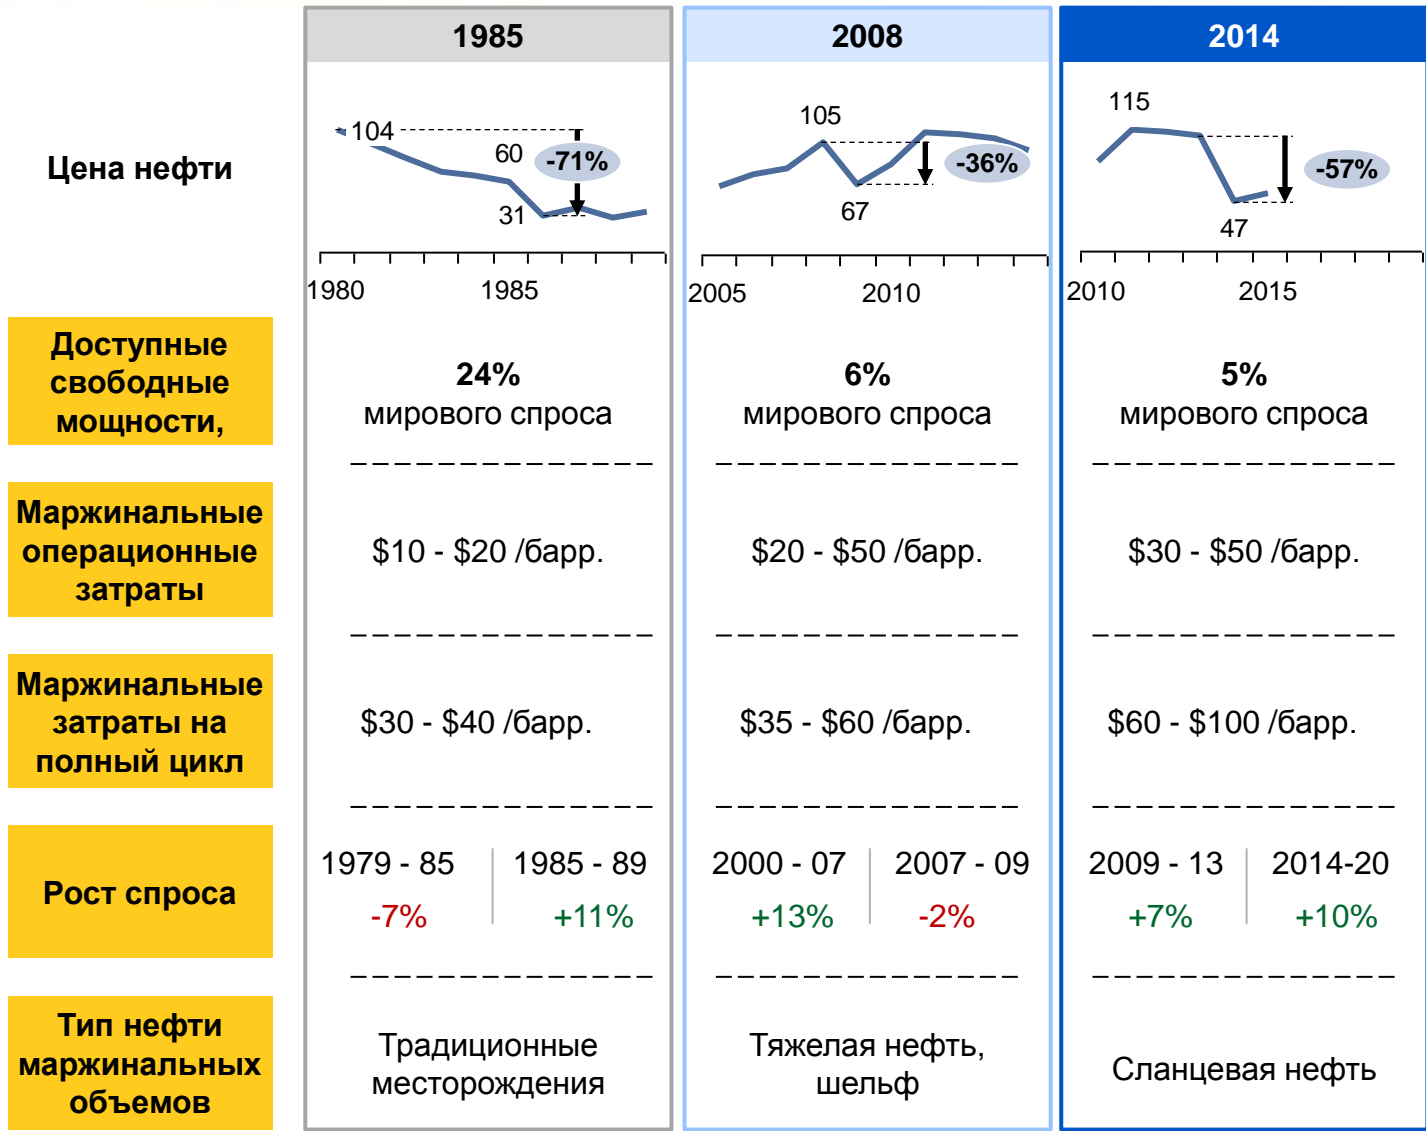 1985
2008
2014
Цена нефти
104
60
-71%
31
1980
1985
105
-36%
67
2005
2010
115
-57%
47
2010
2015
Доступные
свободные
мощности,
24%
мирового спроса
6%
мирового спроса
5%
мирового спроса
Маржинальные
операционные
затраты
$10 - $20 /барр.
$20 - $50 /барр.
$30 - $50 /барр.
Маржинальные
затраты на
полный цикл
$30 - $40 /барр.
$35 - $60 /барр.
$60 - $100 /барр.
Рост спроса
1979 - 85
1985 - 89
-7%
+11%
2000 - 07
2007 - 09
+13%
-2%
2009 - 13
2014-20
+7%
+10%
Тип нефти
маржинальных
объемов
Традиционные
месторождения
Тяжелая нефть,
шельф
Сланцевая нефть